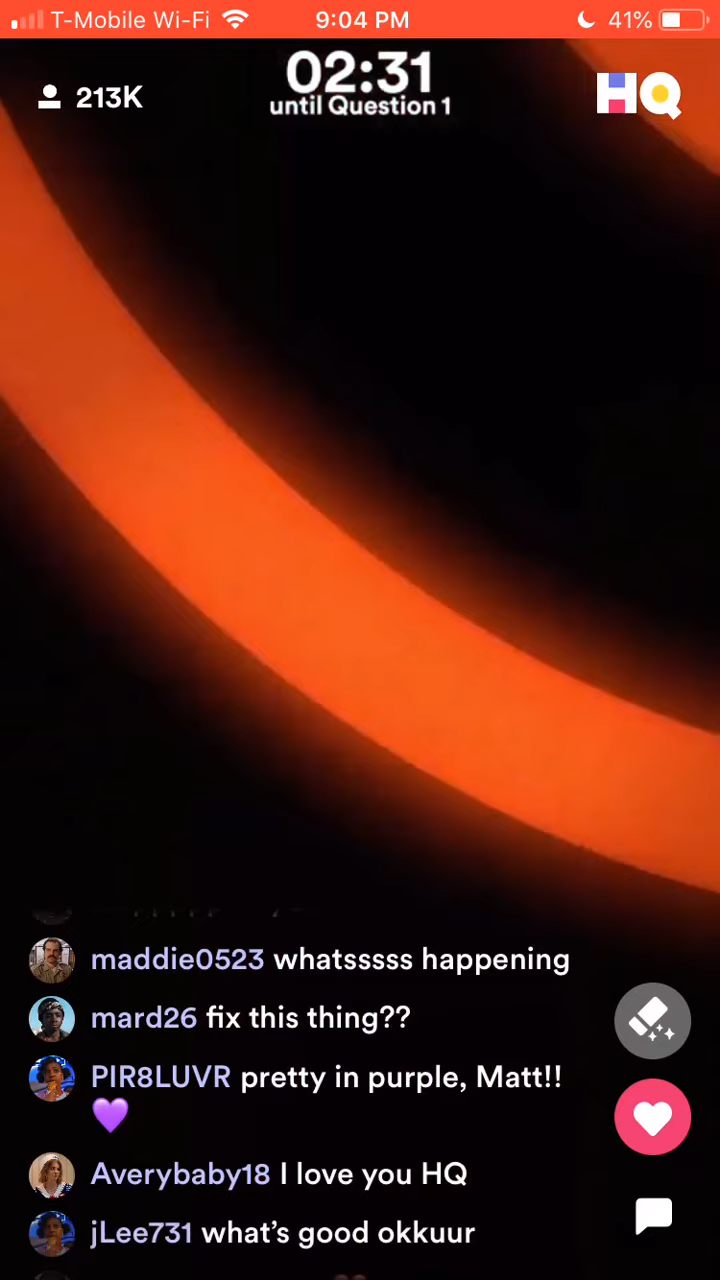 T-Mobile Wi-Fi 9:04 PM 41%
213K 02:31 HQ
until Question 1
maddie0523 whatsssss happening
mard26 fix this thing??
PIR8LUVR pretty in purple, Matt!!
💜
Averybaby18 I love you HQ
jLee731 what's good okkuur